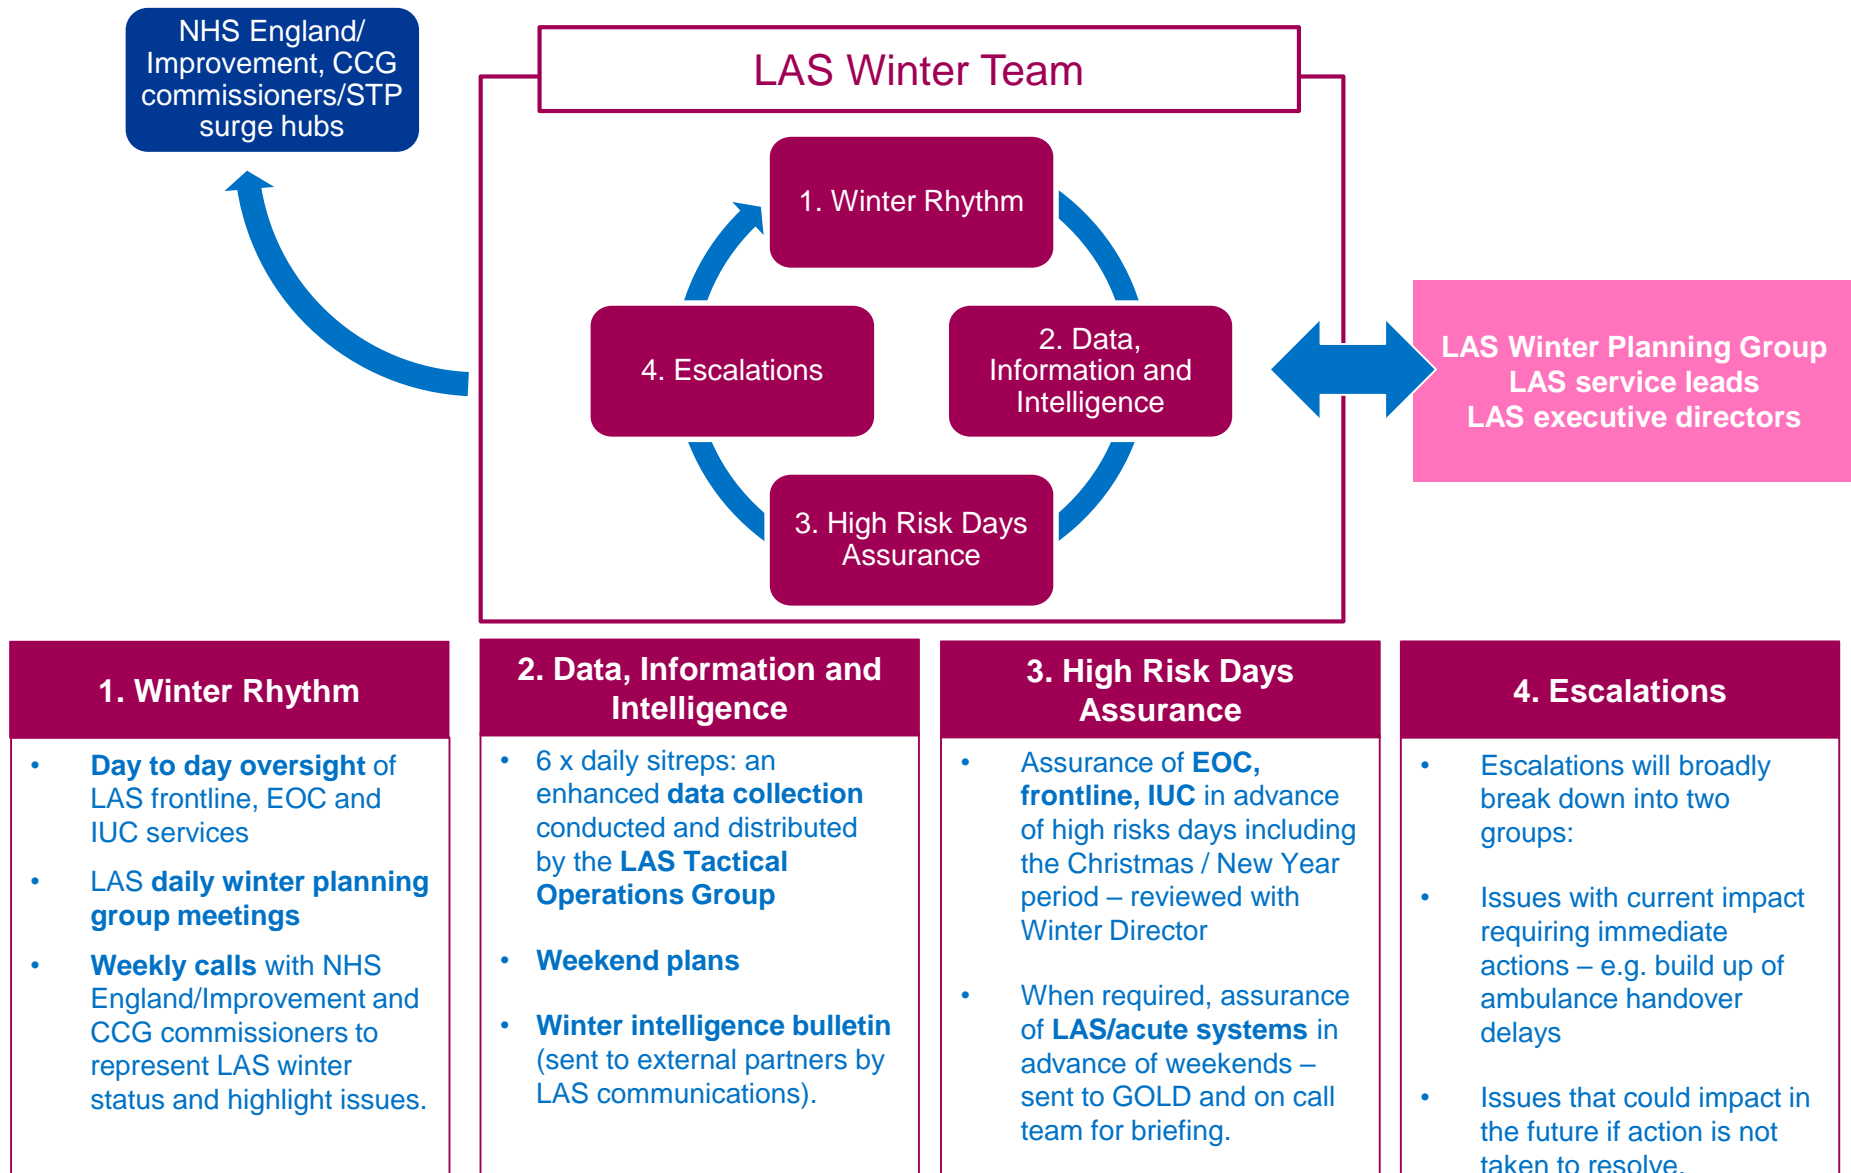 NHS England/
Improvement, CCG
commissioners/STP
surge hubs
LAS Winter Team
1. Winter Rhythm
2. Data,
Information and
Intelligence
3. High Risk Days
Assurance
4. Escalations
LAS Winter Planning Group
LAS service leads
LAS executive directors
1. Winter Rhythm
• Day to day oversight of
LAS frontline, EOC and
IUC services
• LAS daily winter planning
group meetings
• Weekly calls with NHS
England/Improvement and
CCG commissioners to
represent LAS winter
status and highlight issues.
2. Data, Information and
Intelligence
• 6 x daily sitreps: an
enhanced data collection
conducted and distributed
by the LAS Tactical
Operations Group
• Weekend plans
• Winter intelligence bulletin
(sent to external partners by
LAS communications).
3. High Risk Days
Assurance
• Assurance of EOC,
frontline, IUC in advance
of high risks days including
the Christmas / New Year
period – reviewed with
Winter Director
• When required, assurance
of LAS/acute systems in
advance of weekends –
sent to GOLD and on call
team for briefing.
4. Escalations
• Escalations will broadly
break down into two
groups:
• Issues with current impact
requiring immediate
actions – e.g. build up of
ambulance handover
delays
• Issues that could impact in
the future if action is not
taken to resolve.